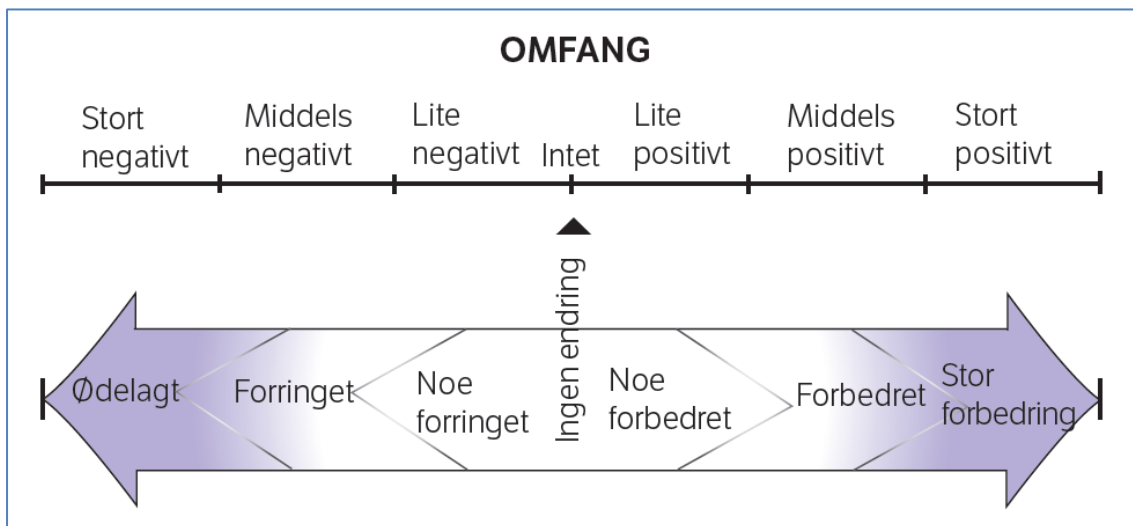 OMFANG
Stort
negativt
Middels
negativt
Lite
negativt
Intet
Lite
positivt
Middels
positivt
Stort
positivt
Ødelagt
Forringet
Noe
forringet
Ingen endring
Noe
forbedret
Forbedret
Stor
forbedring